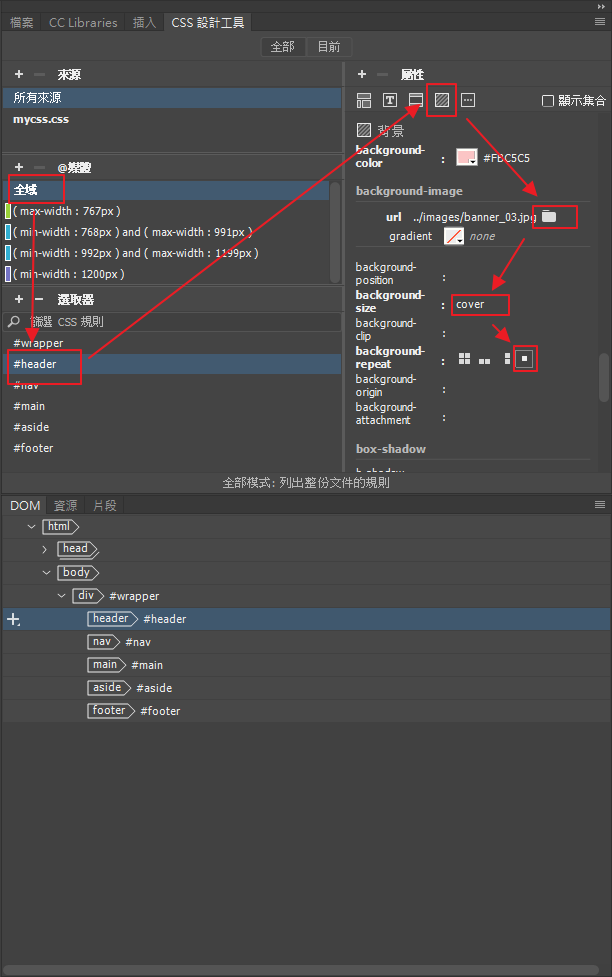 檔案 CC Libraries 插入 CSS 設計工具
全部 目前
來源
所有來源
mycss.css
@媒體
全域
( max-width : 767px )
( min-width : 768px ) and ( max-width : 991px )
( min-width : 992px ) and ( max-width : 1199px )
( min-width : 1200px )
選取器
篩選 CSS 規則
#wrapper
#header
#nav
#main
#aside
#footer
屬性
T 顯示集合
背景
background-color : #FBC5C5
background-image
url ../images/banner_03.jpg
gradient none
background-position :
background-size : cover
background-clip :
background-repeat :
background-origin :
background-attachment :
box-shadow
h-shadow
全部模式: 列出整份文件的規則
DOM 資源 片段
html
head
body
div #wrapper
header #header
nav #nav
main #main
aside #aside
footer #footer